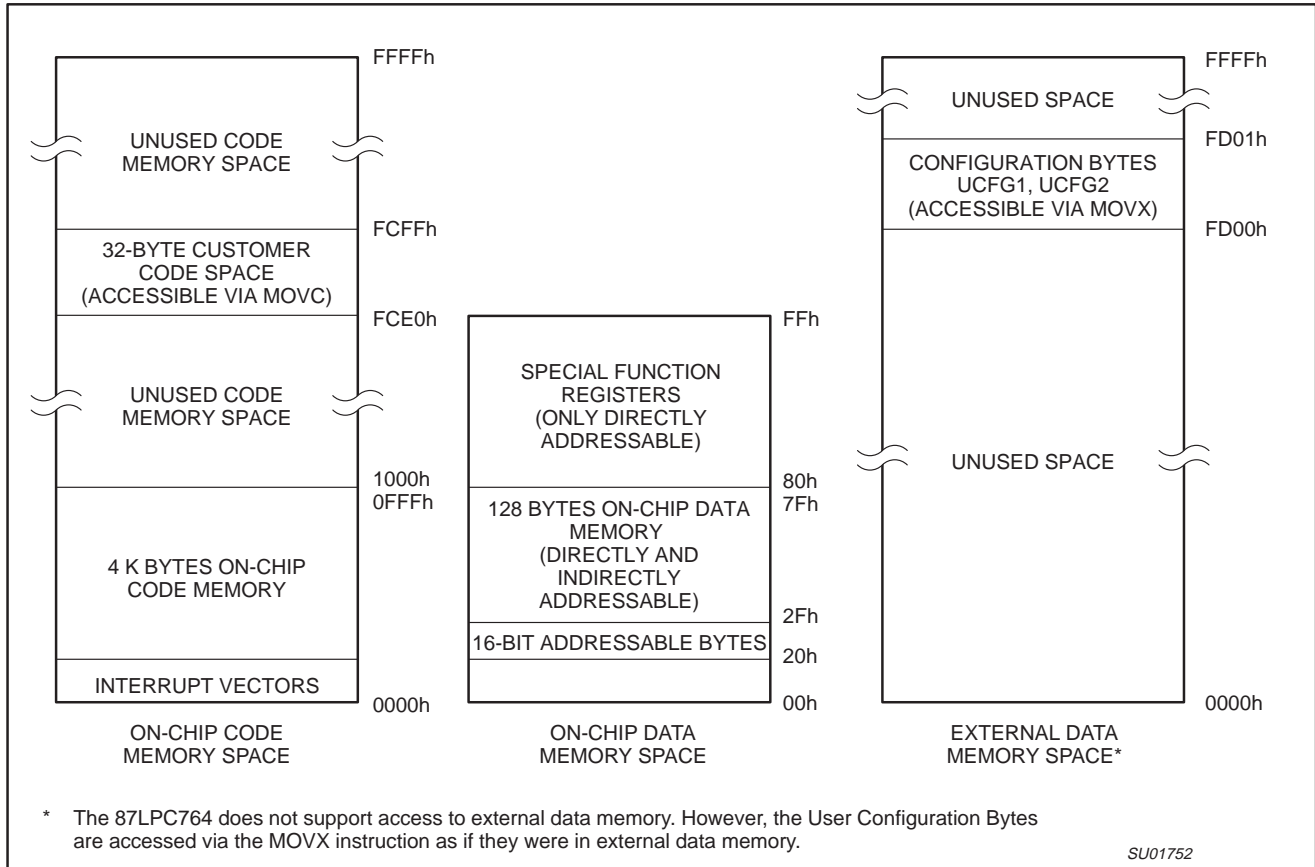 FFFFh
UNUSED CODE
MEMORY SPACE
FCFFh
32-BYTE CUSTOMER
CODE SPACE
(ACCESSIBLE VIA MOVC)
FCE0h
UNUSED CODE
MEMORY SPACE
1000h
0FFFh
4 K BYTES ON-CHIP
CODE MEMORY
INTERRUPT VECTORS
0000h
ON-CHIP CODE
MEMORY SPACE
FFh
SPECIAL FUNCTION
REGISTERS
(ONLY DIRECTLY
ADDRESSABLE)
80h
7Fh
128 BYTES ON-CHIP DATA
MEMORY
(DIRECTLY AND
INDIRECTLY
ADDRESSABLE)
2Fh
16-BIT ADDRESSABLE BYTES
20h
00h
ON-CHIP DATA
MEMORY SPACE
FFFFh
UNUSED SPACE
FD01h
CONFIGURATION BYTES
UCFG1, UCFG2
(ACCESSIBLE VIA MOVX)
FD00h
UNUSED SPACE
0000h
EXTERNAL DATA
MEMORY SPACE*
* The 87LPC764 does not support access to external data memory. However, the User Configuration Bytes
are accessed via the MOVX instruction as if they were in external data memory.
SU01752